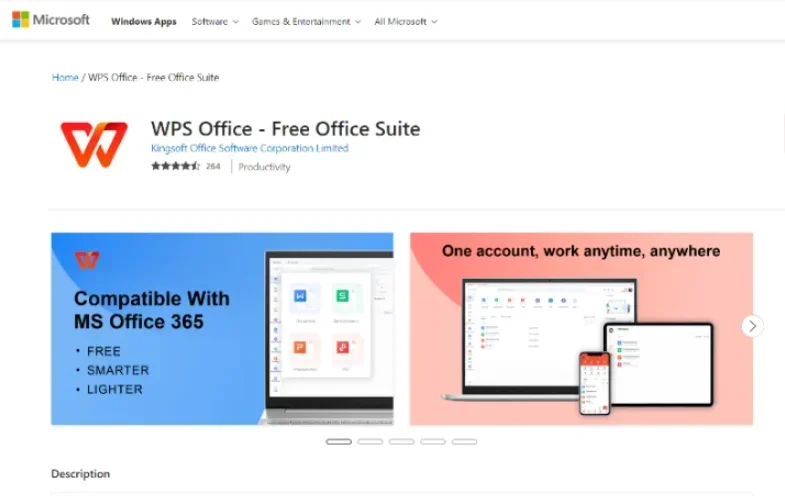 Microsoft Windows Apps Software Games & Entertainment All Microsoft
Home / WPS Office - Free Office Suite
WPS Office - Free Office Suite
Kingsoft Office Software Corporation Limited
264 Productivity
Compatible With
MS Office 365
• FREE
• SMARTER
• LIGHTER
One account, work anytime, anywhere
Description